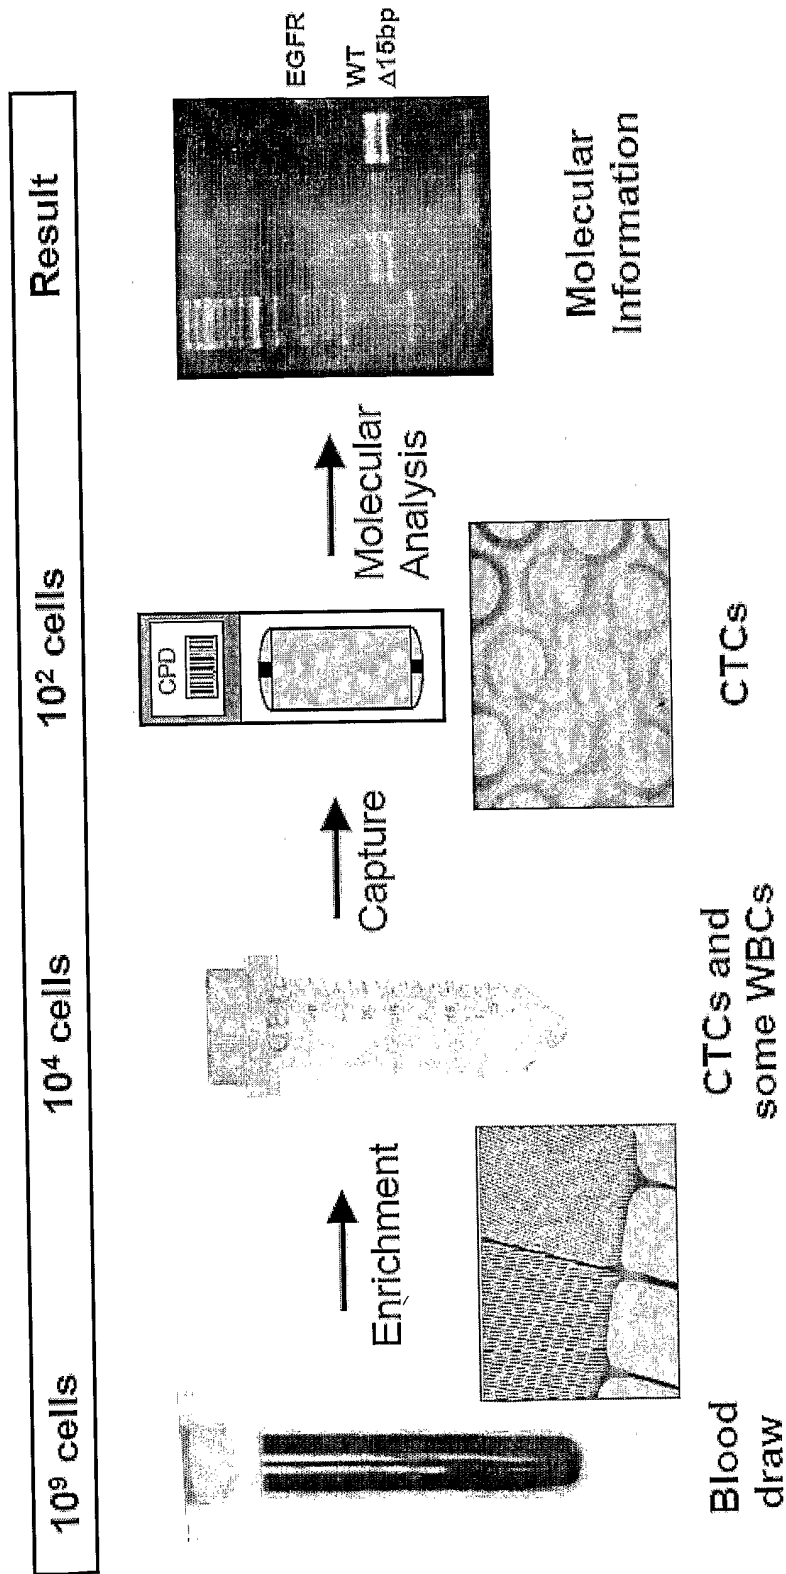 10⁹ cells
10⁴ cells
10² cells
Result
Enrichment
Capture
CPD
Molecular
Analysis
EGFR
WT
Δ15bp
Blood
draw
CTCs and
some WBCs
CTCs
Molecular
Information